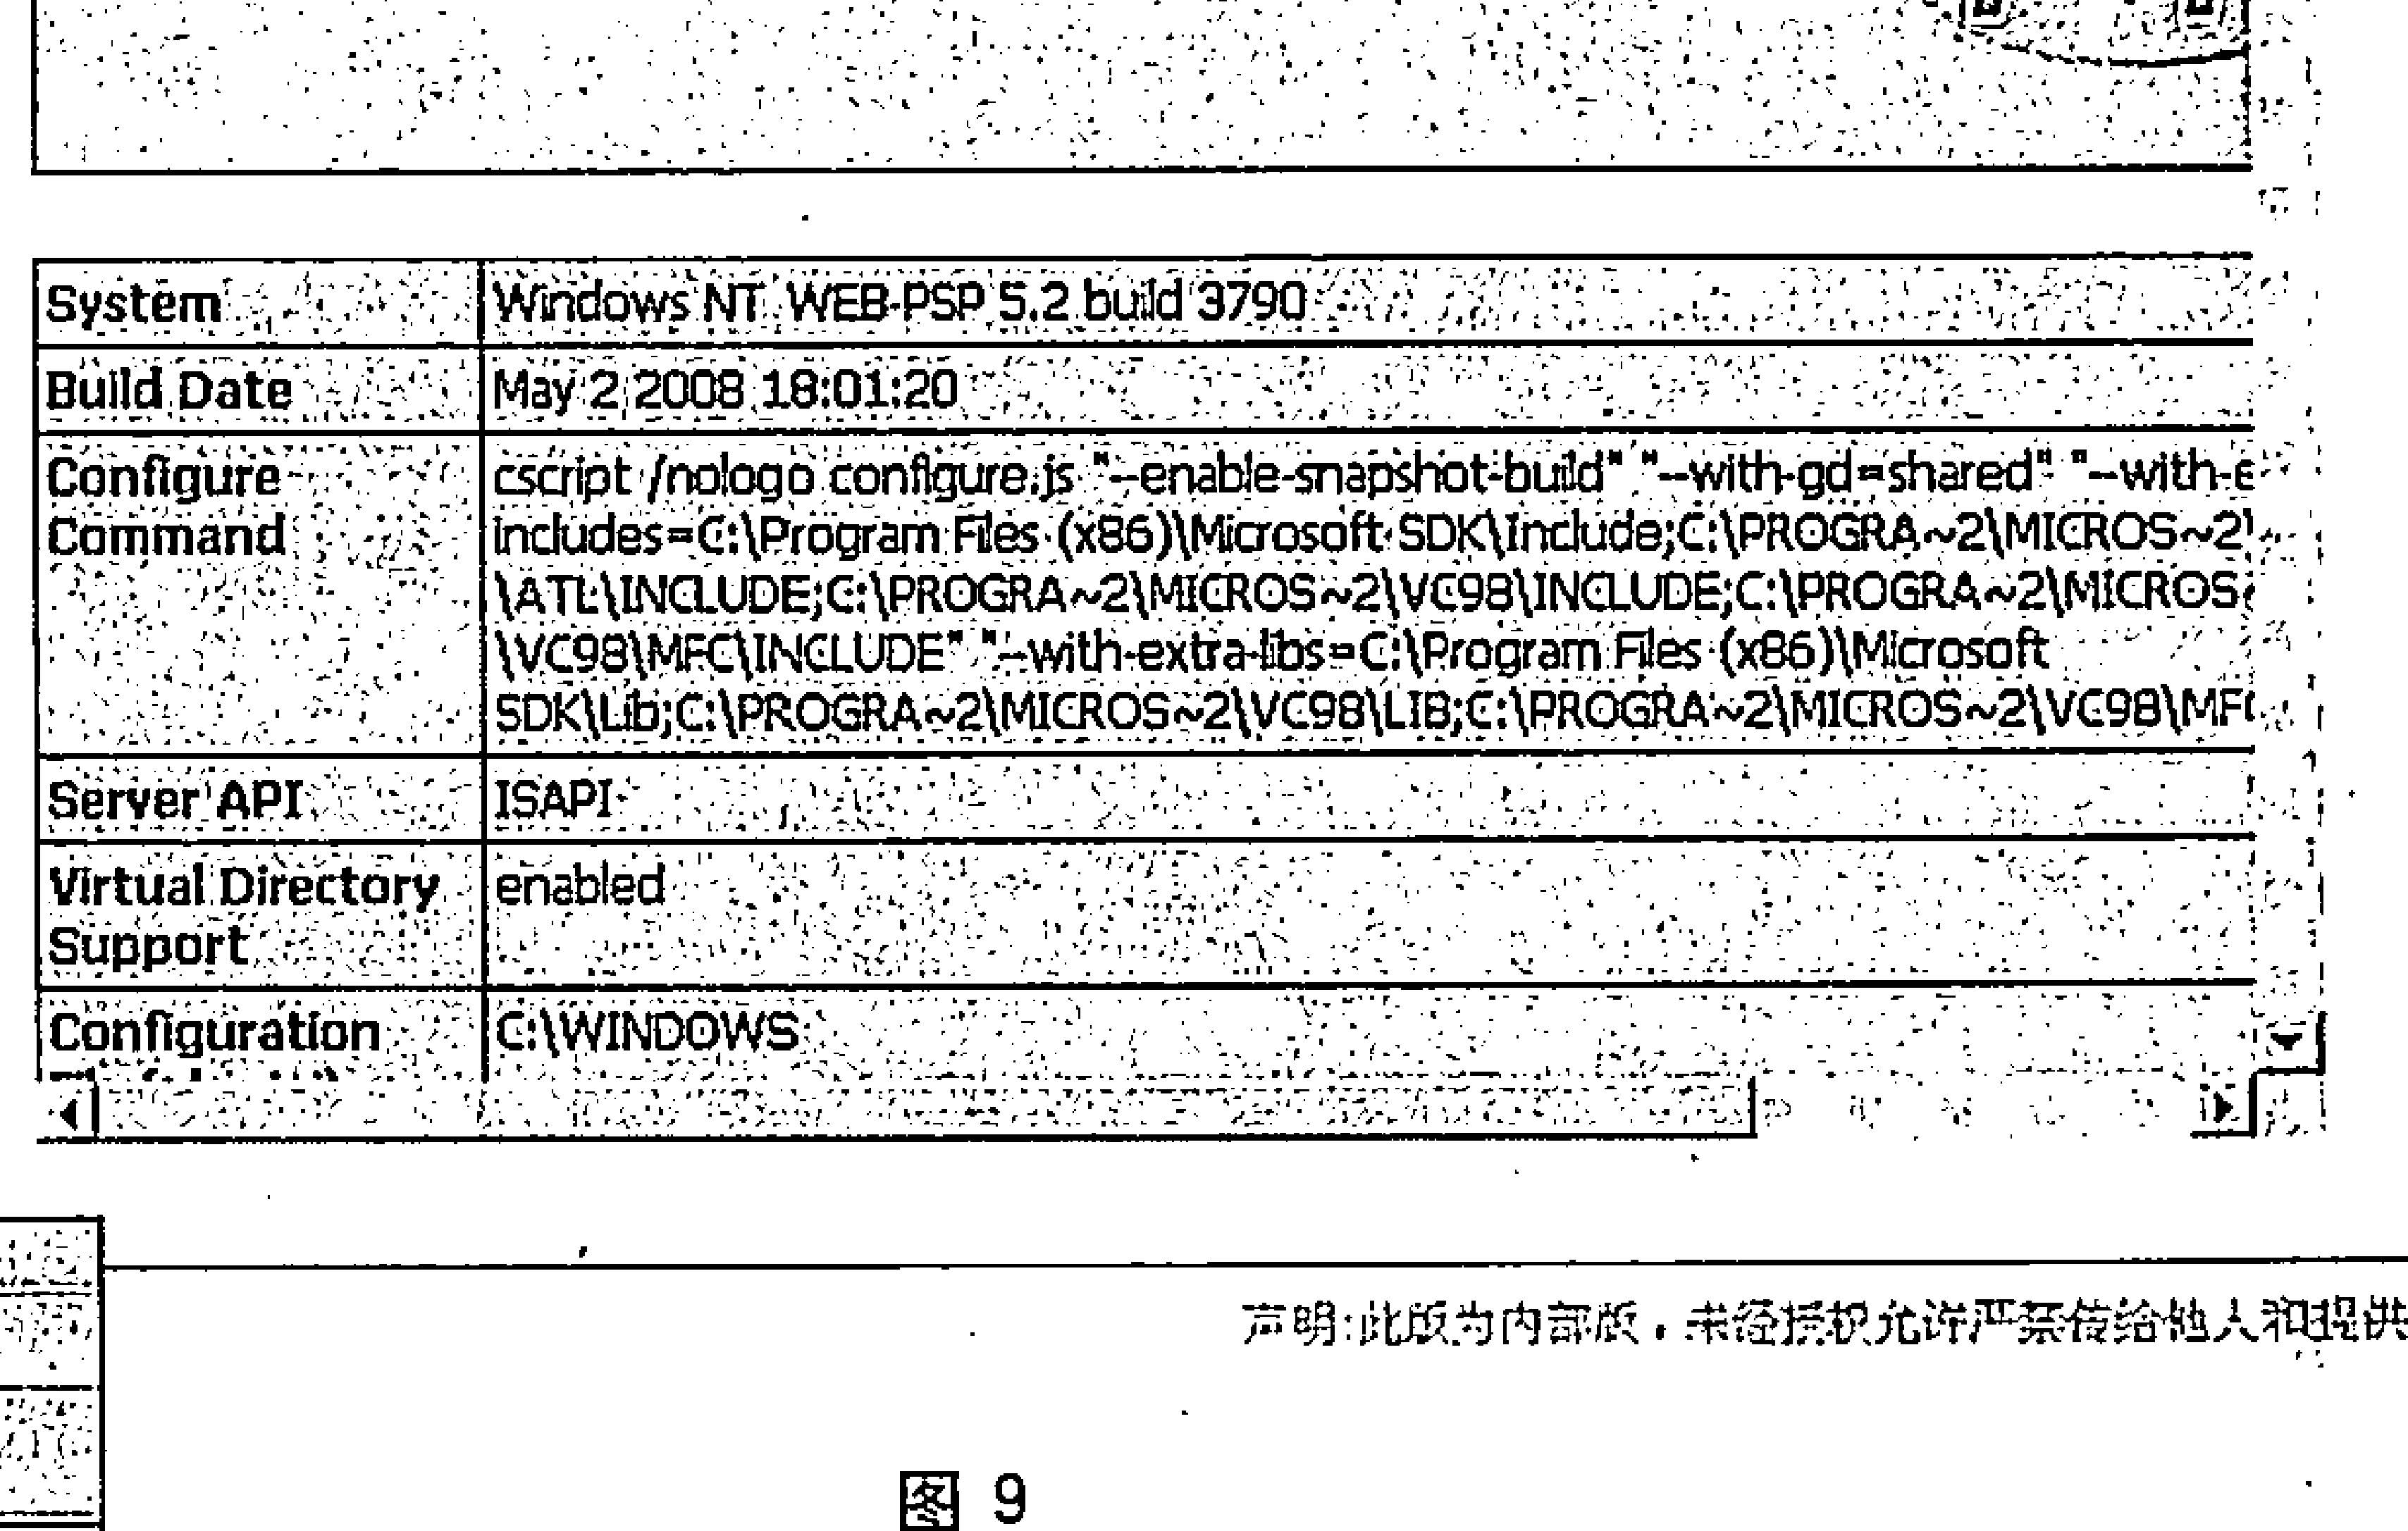 System Windows NT WEB-PSP 5.2 build 3790
Build Date May 2 2008 18:01:20
Configure cscript /nologo configure.js "--enable-snapshot-build" "--with-gd=shared" "--with-e
Command includes=C:\Program Files (x86)\Microsoft SDK\Include;C:\PROGRA~2\MICROS~2\
\ATL\INCLUDE;C:\PROGRA~2\MICROS~2\VC98\INCLUDE;C:\PROGRA~2\MICROS~
\VC98\MFC\INCLUDE" "--with-extra-libs=C:\Program Files (x86)\Microsoft
SDK\Lib;C:\PROGRA~2\MICROS~2\VC98\LIB;C:\PROGRA~2\MICROS~2\VC98\MFC
Server API ISAPI
Virtual Directory enabled
Support
Configuration C:\WINDOWS
声明:此版为内部版，未经授权允许严禁传给他人和提供
图 9